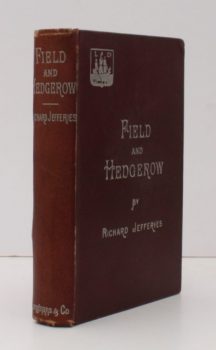 FIELD
AND
HEDGEROW
RICHARD JEFFERIES
& CO
L D
FIELD
AND
HEDGEROW
BY
RICHARD JEFFERIES